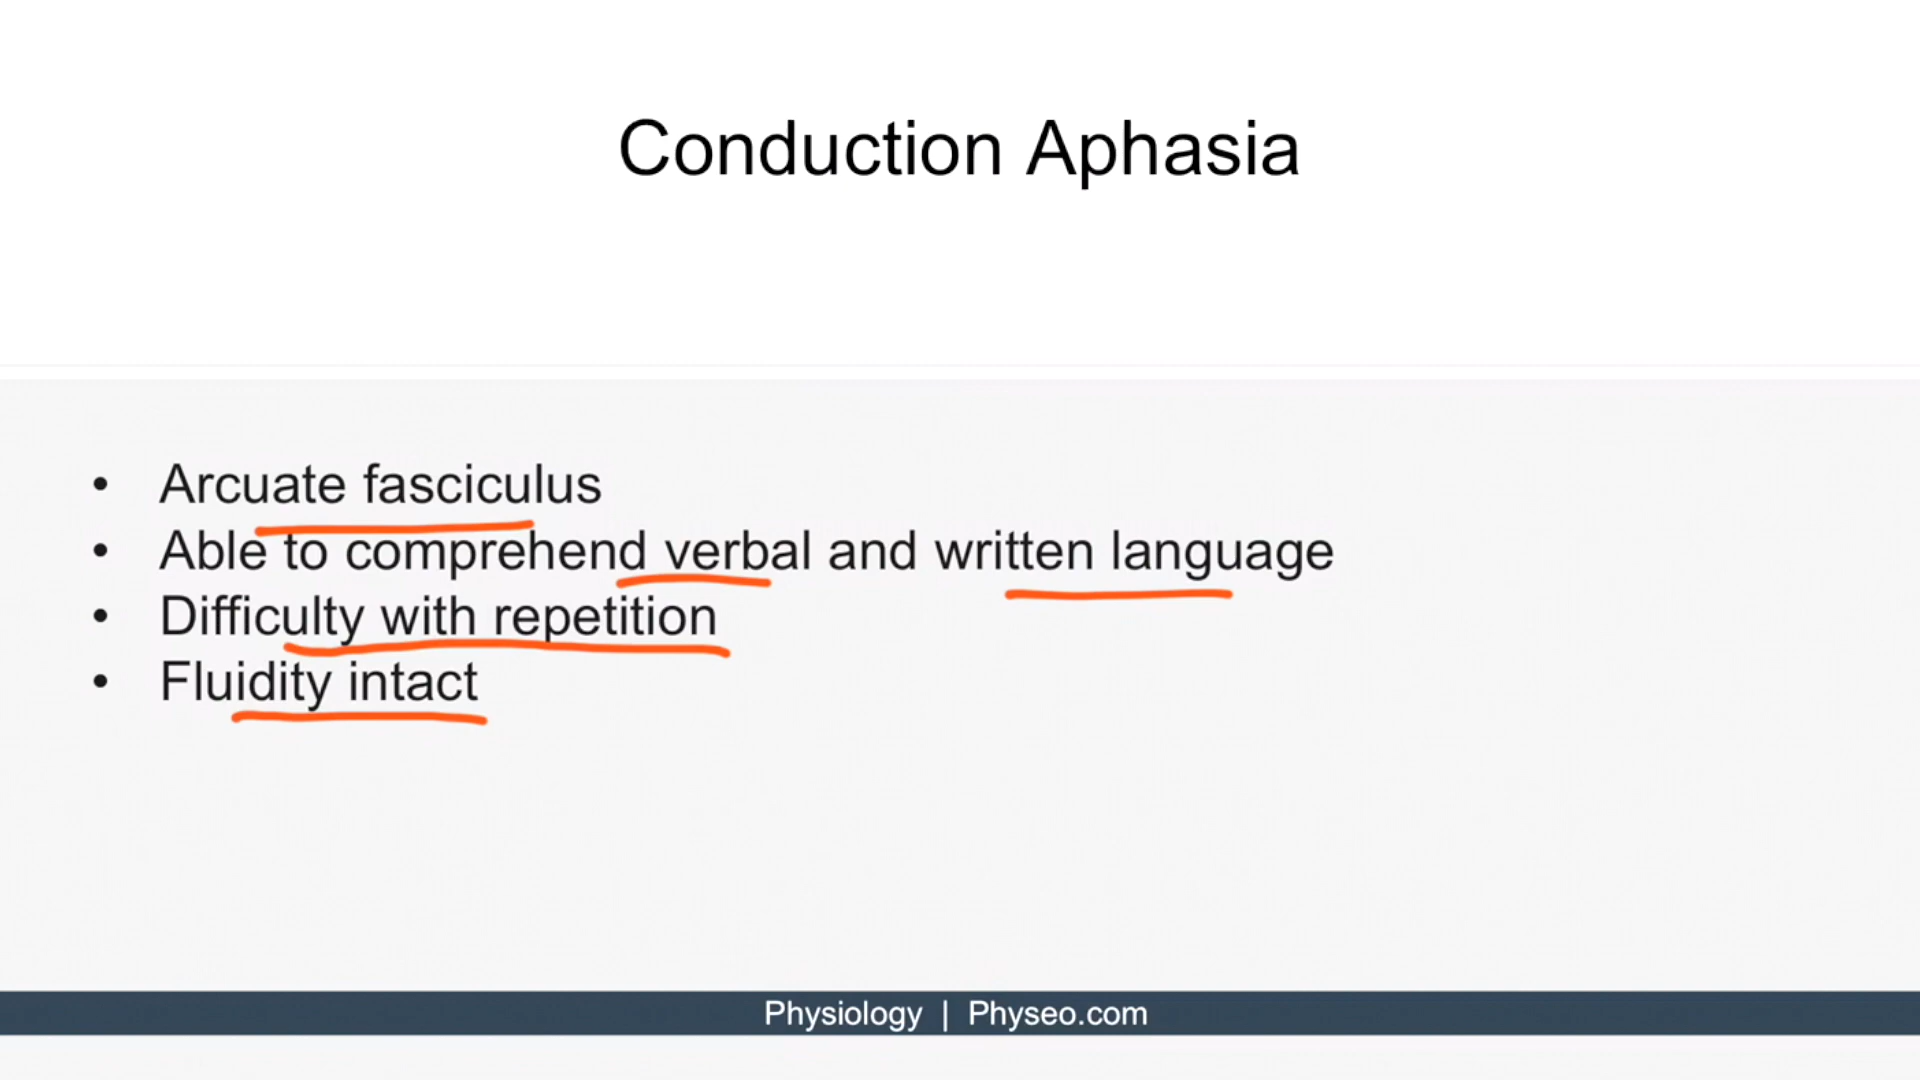 Conduction Aphasia
• Arcuate fasciculus
• Able to comprehend verbal and written language
• Difficulty with repetition
• Fluidity intact
Physiology | Physeo.com